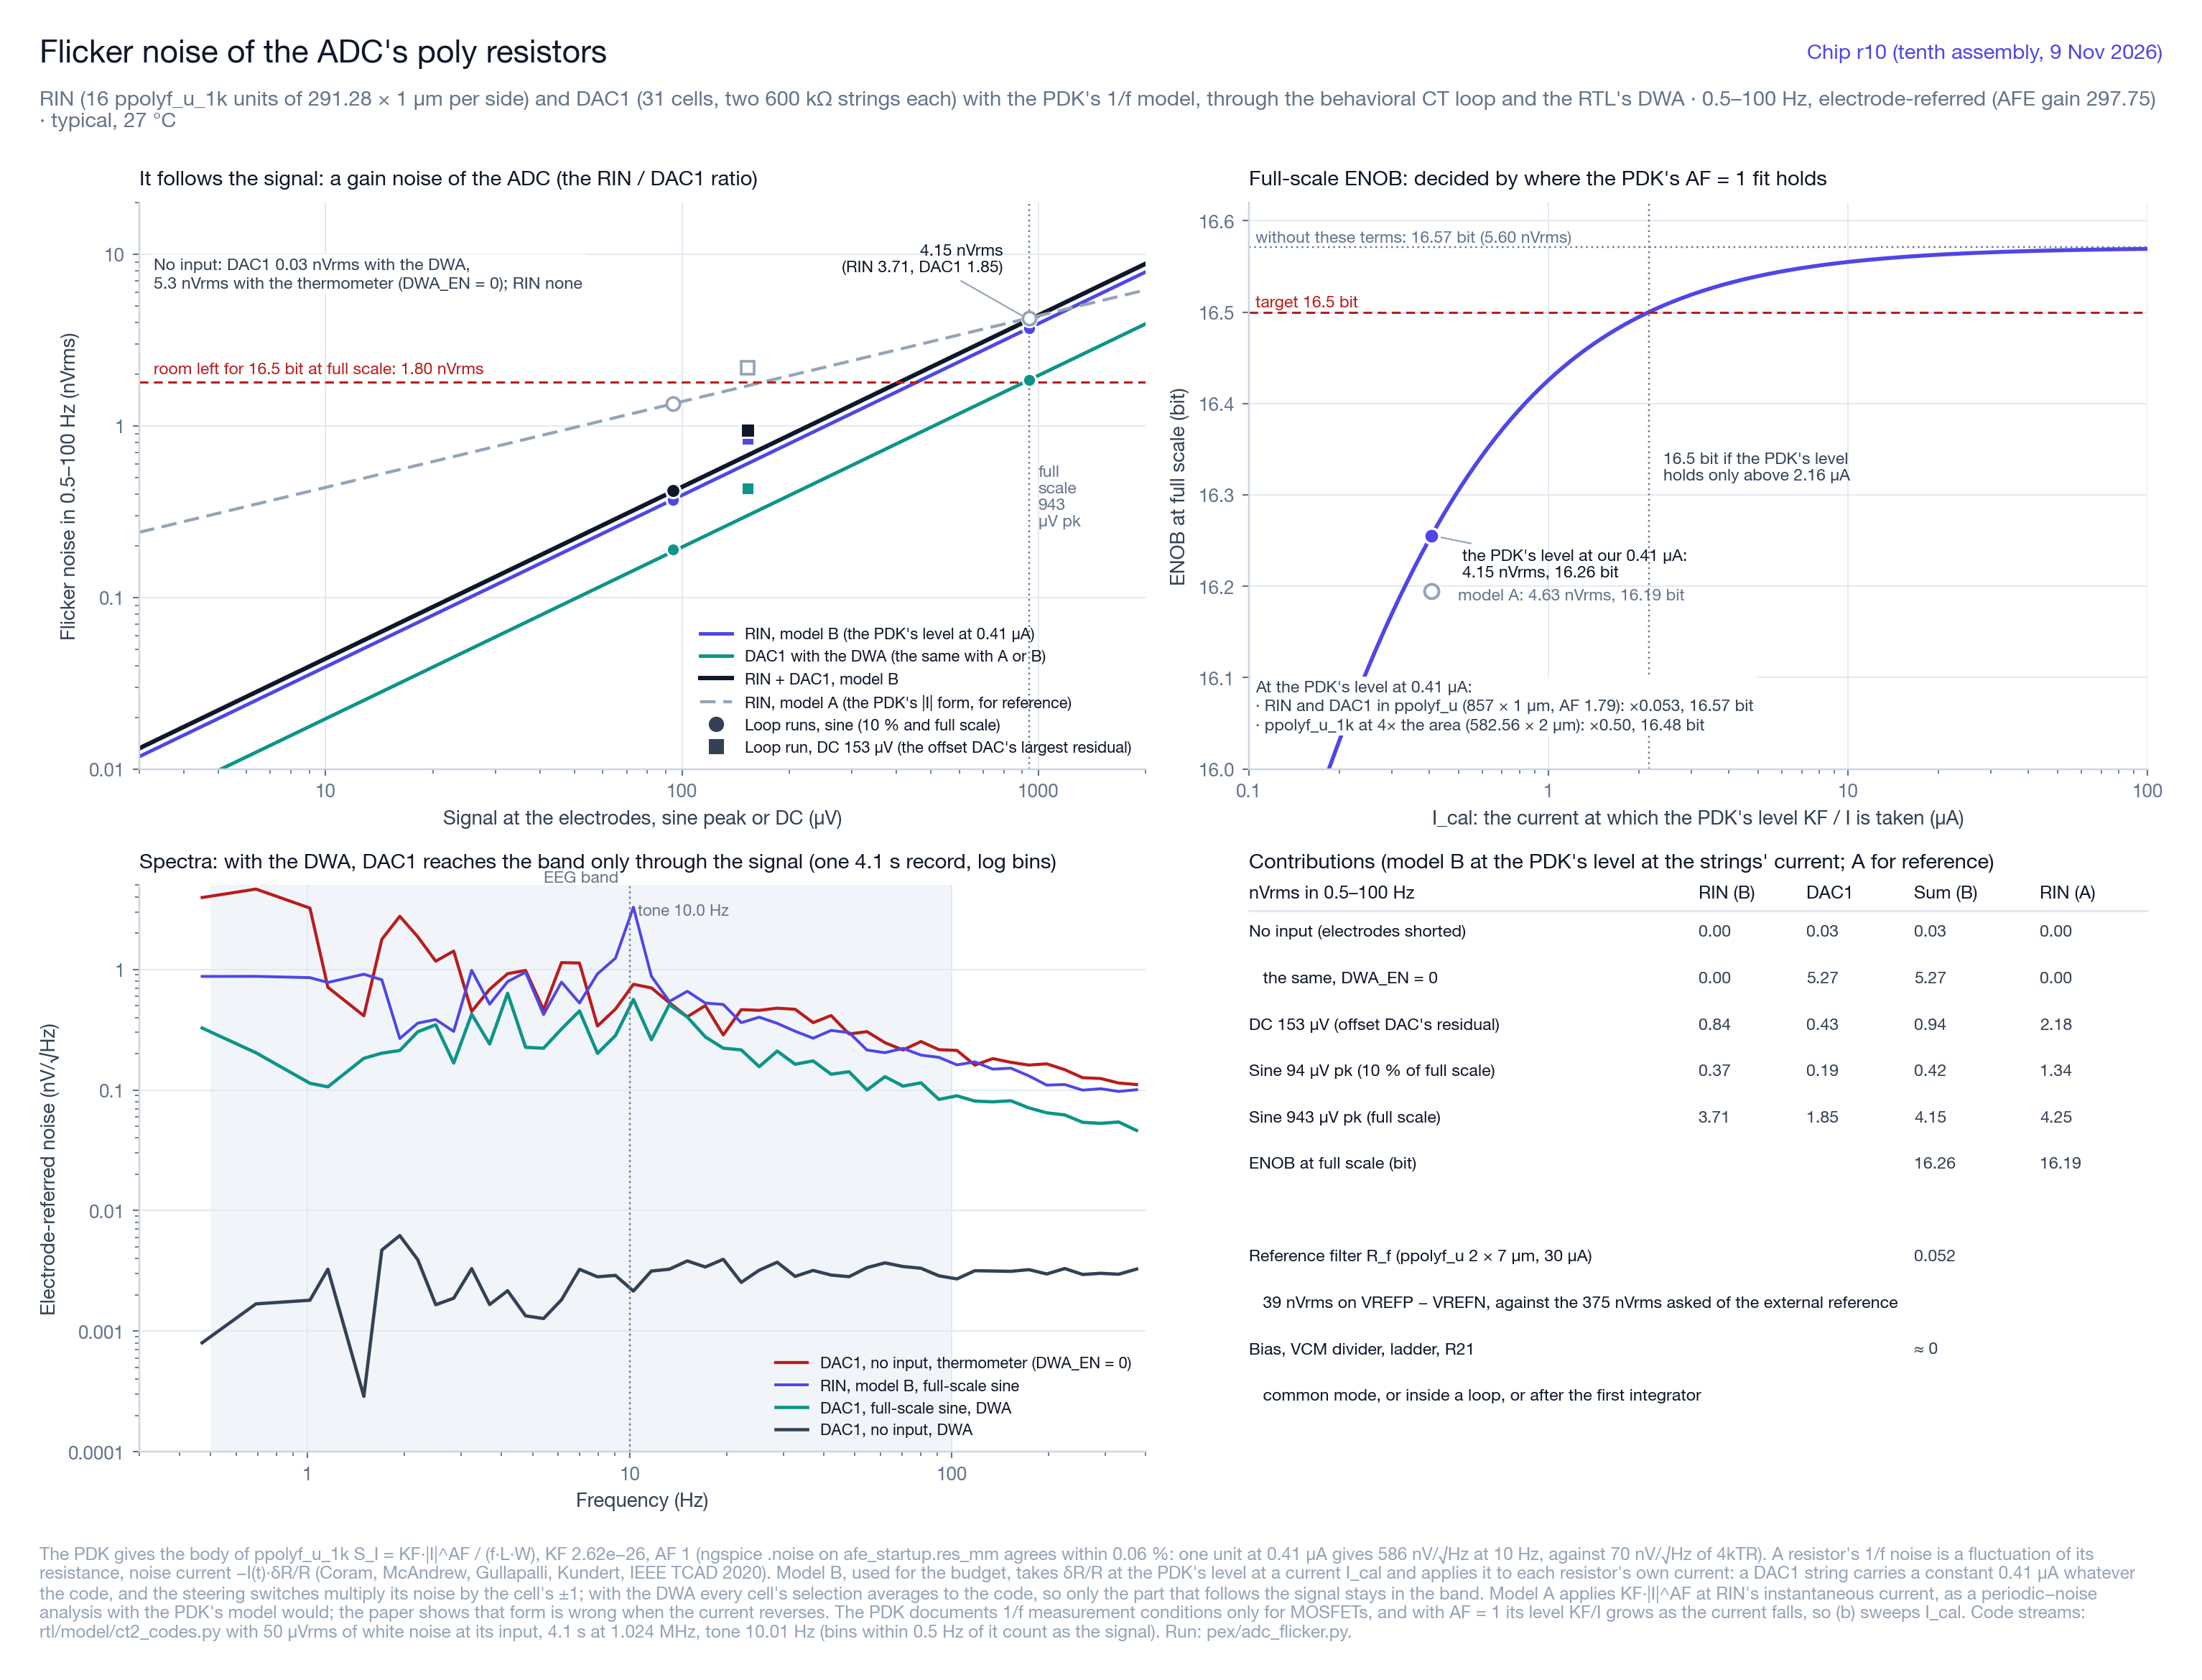 Flicker noise of the ADC's poly resistors
Chip r10 (tenth assembly, 9 Nov 2026)
RIN (16 ppolyf_u_1k units of 291.28 × 1 µm per side) and DAC1 (31 cells, two 600 kΩ strings each) with the PDK's 1/f model, through the behavioral CT loop and the RTL's DWA · 0.5–100 Hz, electrode-referred (AFE gain 297.75)
· typical, 27 °C
It follows the signal: a gain noise of the ADC (the RIN / DAC1 ratio)
Flicker noise in 0.5–100 Hz (nVrms)
10
1
0.1
0.01
No input: DAC1 0.03 nVrms with the DWA,
5.3 nVrms with the thermometer (DWA_EN = 0); RIN none
4.15 nVrms
(RIN 3.71, DAC1 1.85)
room left for 16.5 bit at full scale: 1.80 nVrms
full
scale
943
µV pk
RIN, model B (the PDK's level at 0.41 µA)
DAC1 with the DWA (the same with A or B)
RIN + DAC1, model B
RIN, model A (the PDK's |I| form, for reference)
Loop runs, sine (10 % and full scale)
Loop run, DC 153 µV (the offset DAC's largest residual)
10
100
1000
Signal at the electrodes, sine peak or DC (µV)
Full-scale ENOB: decided by where the PDK's AF = 1 fit holds
ENOB at full scale (bit)
16.6
16.5
16.4
16.3
16.2
16.1
16.0
without these terms: 16.57 bit (5.60 nVrms)
target 16.5 bit
16.5 bit if the PDK's level
holds only above 2.16 µA
the PDK's level at our 0.41 µA:
4.15 nVrms, 16.26 bit
model A: 4.63 nVrms, 16.19 bit
At the PDK's level at 0.41 µA:
· RIN and DAC1 in ppolyf_u (857 × 1 µm, AF 1.79): ×0.053, 16.57 bit
· ppolyf_u_1k at 4× the area (582.56 × 2 µm): ×0.50, 16.48 bit
0.1
1
10
100
I_cal: the current at which the PDK's level KF / I is taken (µA)
Spectra: with the DWA, DAC1 reaches the band only through the signal (one 4.1 s record, log bins)
EEG band
tone 10.0 Hz
Electrode-referred noise (nV/√Hz)
1
0.1
0.01
0.001
0.0001
DAC1, no input, thermometer (DWA_EN = 0)
RIN, model B, full-scale sine
DAC1, full-scale sine, DWA
DAC1, no input, DWA
1
10
100
Frequency (Hz)
Contributions (model B at the PDK's level at the strings' current; A for reference)
nVrms in 0.5–100 Hz RIN (B) DAC1 Sum (B) RIN (A)
No input (electrodes shorted) 0.00 0.03 0.03 0.00
the same, DWA_EN = 0 0.00 5.27 5.27 0.00
DC 153 µV (offset DAC's residual) 0.84 0.43 0.94 2.18
Sine 94 µV pk (10 % of full scale) 0.37 0.19 0.42 1.34
Sine 943 µV pk (full scale) 3.71 1.85 4.15 4.25
ENOB at full scale (bit) 16.26 16.19
Reference filter R_f (ppolyf_u 2 × 7 µm, 30 µA) 0.052
39 nVrms on VREFP − VREFN, against the 375 nVrms asked of the external reference
Bias, VCM divider, ladder, R21 ≈ 0
common mode, or inside a loop, or after the first integrator
The PDK gives the body of ppolyf_u_1k S_I = KF·|I|^AF / (f·L·W), KF 2.62e−26, AF 1 (ngspice .noise on afe_startup.res_mm agrees within 0.06 %: one unit at 0.41 µA gives 586 nV/√Hz at 10 Hz, against 70 nV/√Hz of 4kTR). A resistor's 1/f noise is a fluctuation of its
resistance, noise current −I(t)·δR/R (Coram, McAndrew, Gullapalli, Kundert, IEEE TCAD 2020). Model B, used for the budget, takes δR/R at the PDK's level at a current I_cal and applies it to each resistor's own current: a DAC1 string carries a constant 0.41 µA whatever
the code, and the steering switches multiply its noise by the cell's ±1; with the DWA every cell's selection averages to the code, so only the part that follows the signal stays in the band. Model A applies KF·|I|^AF at RIN's instantaneous current, as a periodic−noise
analysis with the PDK's model would; the paper shows that form is wrong when the current reverses. The PDK documents 1/f measurement conditions only for MOSFETs, and with AF = 1 its level KF/I grows as the current falls, so (b) sweeps I_cal. Code streams:
rtl/model/ct2_codes.py with 50 µVrms of white noise at its input, 4.1 s at 1.024 MHz, tone 10.01 Hz (bins within 0.5 Hz of it count as the signal). Run: pex/adc_flicker.py.